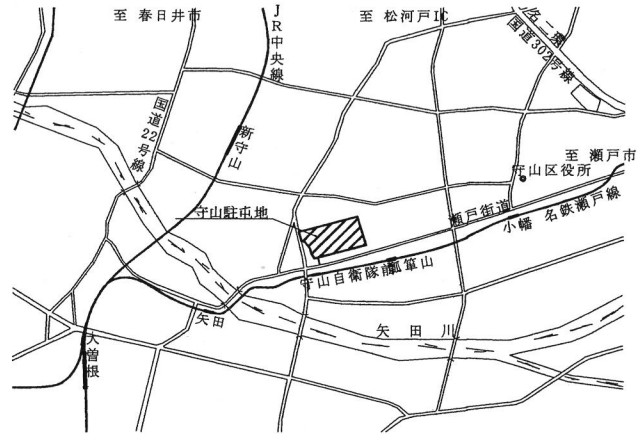 至 春日井市
JR中央線
至 松河戸IC
名二環
国道302号線
国道22号線
新守山
至 瀬戸市
守山区役所
守山駐屯地
瀬戸街道
小幡
名鉄瀬戸線
守山自衛隊前
瓢箪山
矢田
矢田川
大曽根